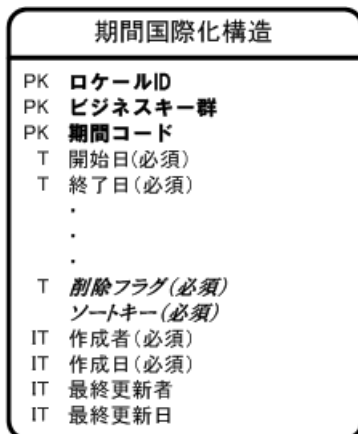 期間国際化構造
PK ロケールID
PK ビジネスキー群
PK 期間コード
T 開始日(必須)
T 終了日(必須)
・
・
・
T 削除フラグ(必須)
ソートキー(必須)
IT 作成者(必須)
IT 作成日(必須)
IT 最終更新者
IT 最終更新日